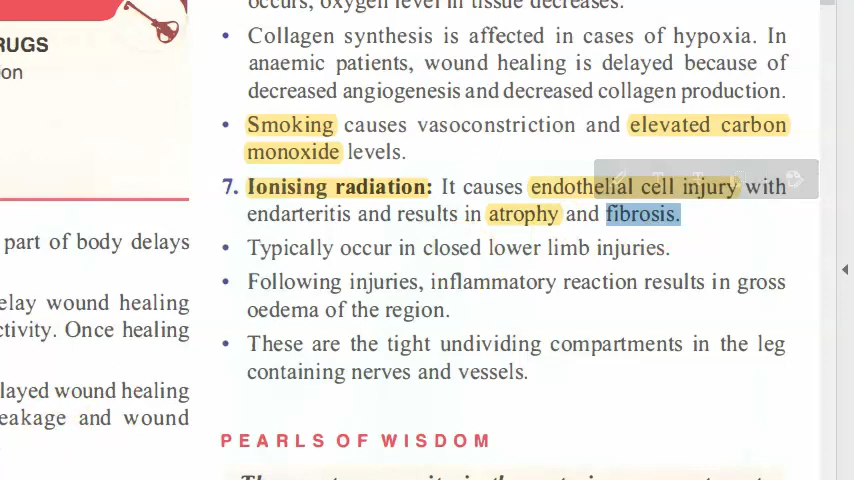 RUGS
ion
part of body delays
elay wound healing
ctivity. Once healing
layed wound healing
eakage and wound
occurs, oxygen level in tissue decreases.
• Collagen synthesis is affected in cases of hypoxia. In
anaemic patients, wound healing is delayed because of
decreased angiogenesis and decreased collagen production.
• Smoking causes vasoconstriction and elevated carbon
monoxide levels.
7. Ionising radiation: It causes endothelial cell injury with
endarteritis and results in atrophy and fibrosis.
• Typically occur in closed lower limb injuries.
• Following injuries, inflammatory reaction results in gross
oedema of the region.
• These are the tight undividing compartments in the leg
containing nerves and vessels.
PEARLS OF WISDOM